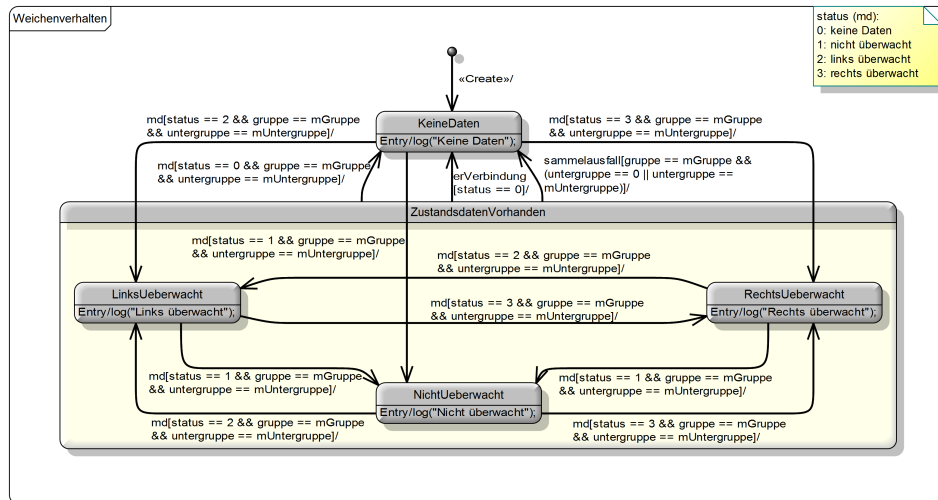 Weichenverhalten
status (md):
0: keine Daten
1: nicht überwacht
2: links überwacht
3: rechts überwacht
«Create»/
md[status == 2 && gruppe == mGruppe
&& untergruppe == mUntergruppe]/
KeineDaten
Entry/log("Keine Daten");
md[status == 3 && gruppe == mGruppe
&& untergruppe == mUntergruppe]/
md[status == 0 && gruppe == mGruppe
&& untergruppe == mUntergruppe]/
erVerbindung
[status == 0]/
sammelausfall[gruppe == mGruppe &&
(untergruppe == 0 || untergruppe ==
mUntergruppe)]/
ZustandsdatenVorhanden
md[status == 1 && gruppe == mGruppe
&& untergruppe == mUntergruppe]/
md[status == 2 && gruppe == mGruppe
&& untergruppe == mUntergruppe]/
LinksUeberwacht
Entry/log("Links überwacht");
md[status == 3 && gruppe == mGruppe
&& untergruppe == mUntergruppe]/
RechtsUeberwacht
Entry/log("Rechts überwacht");
md[status == 1 && gruppe == mGruppe
&& untergruppe == mUntergruppe]/
md[status == 1 && gruppe == mGruppe
&& untergruppe == mUntergruppe]/
NichtUeberwacht
Entry/log("Nicht überwacht");
md[status == 2 && gruppe == mGruppe
&& untergruppe == mUntergruppe]/
md[status == 3 && gruppe == mGruppe
&& untergruppe == mUntergruppe]/